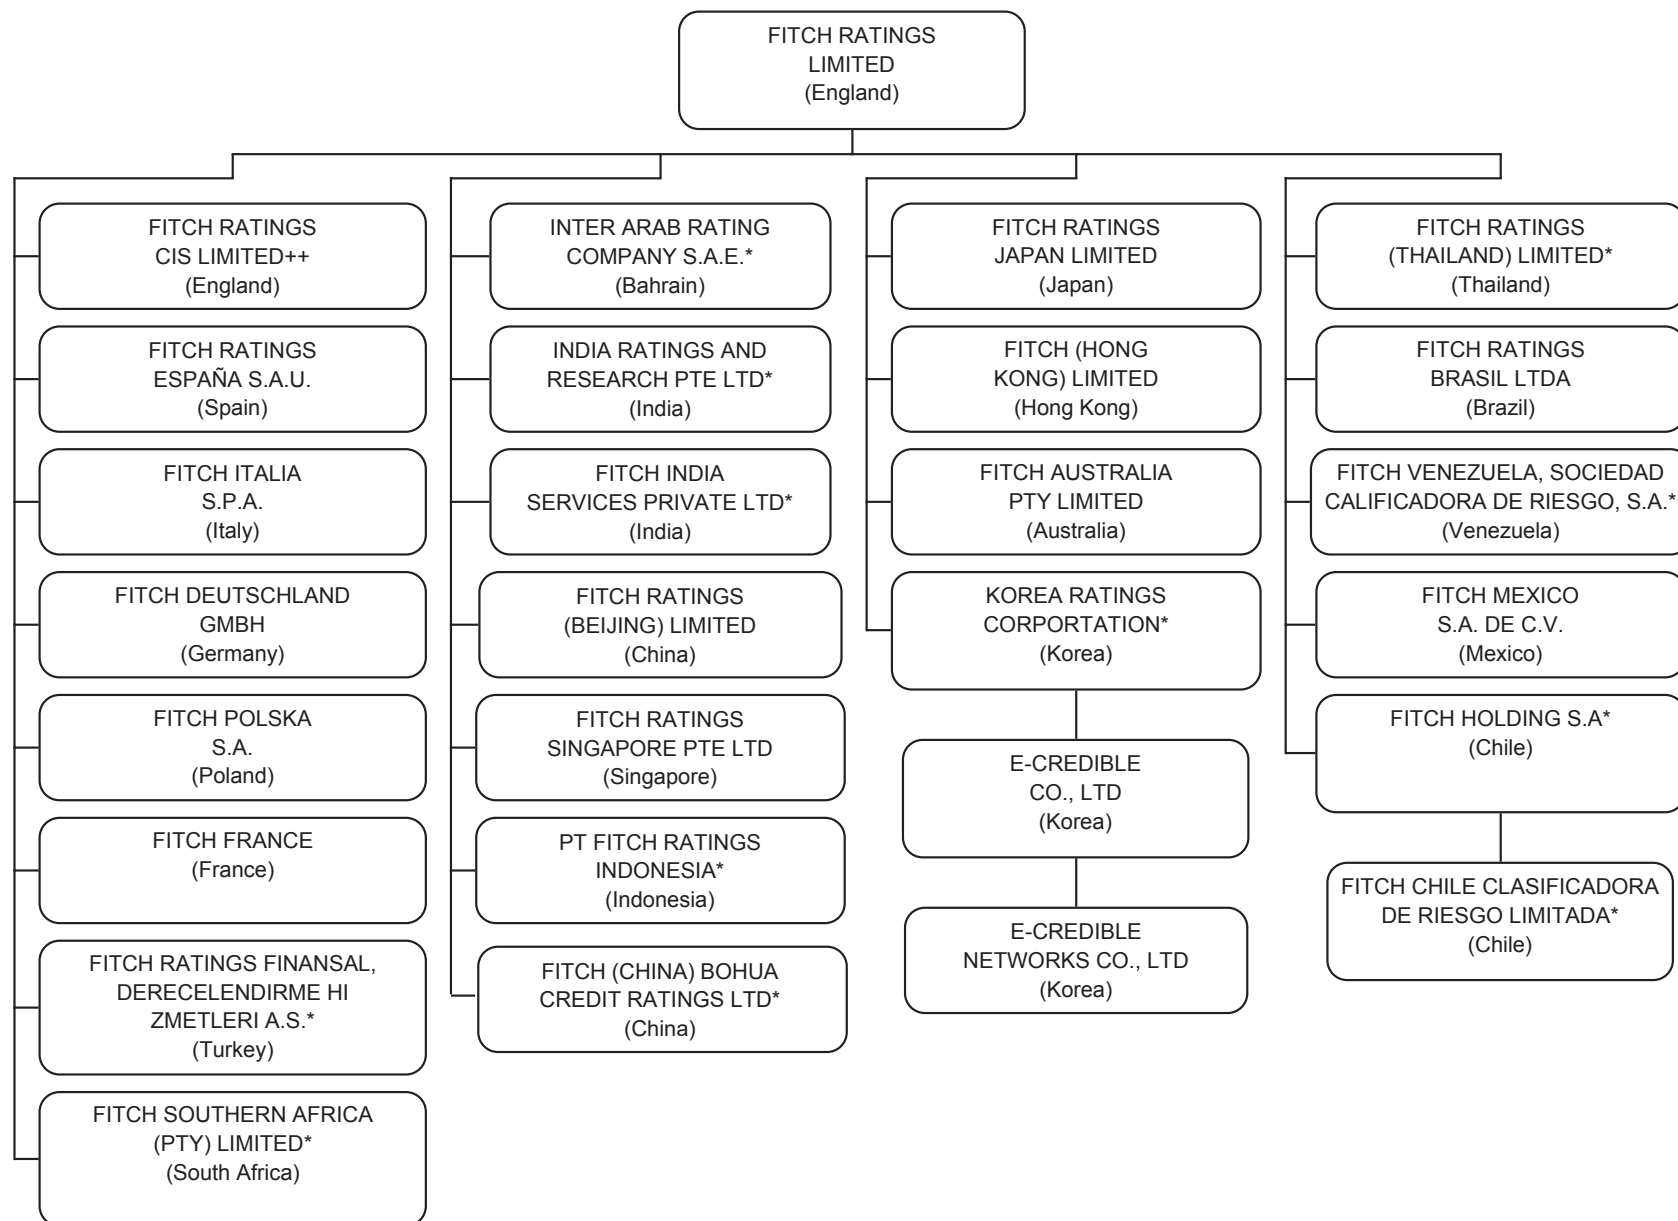 FITCH RATINGS
LIMITED
(England)
FITCH RATINGS
CIS LIMITED++
(England)
FITCH RATINGS
ESPAÑA S.A.U.
(Spain)
FITCH ITALIA
S.P.A.
(Italy)
FITCH DEUTSCHLAND
GMBH
(Germany)
FITCH POLSKA
S.A.
(Poland)
FITCH FRANCE
(France)
FITCH RATINGS FINANSAL,
DERECELENDIRME HI
ZMETLERI A.S.*
(Turkey)
FITCH SOUTHERN AFRICA
(PTY) LIMITED*
(South Africa)
INTER ARAB RATING
COMPANY S.A.E.*
(Bahrain)
INDIA RATINGS AND
RESEARCH PTE LTD*
(India)
FITCH INDIA
SERVICES PRIVATE LTD*
(India)
FITCH RATINGS
(BEIJING) LIMITED
(China)
FITCH RATINGS
SINGAPORE PTE LTD
(Singapore)
PT FITCH RATINGS
INDONESIA*
(Indonesia)
FITCH (CHINA) BOHUA
CREDIT RATINGS LTD*
(China)
FITCH RATINGS
JAPAN LIMITED
(Japan)
FITCH (HONG
KONG) LIMITED
(Hong Kong)
FITCH AUSTRALIA
PTY LIMITED
(Australia)
KOREA RATINGS
CORPORTATION*
(Korea)
E-CREDIBLE
CO., LTD
(Korea)
E-CREDIBLE
NETWORKS CO., LTD
(Korea)
FITCH RATINGS
(THAILAND) LIMITED*
(Thailand)
FITCH RATINGS
BRASIL LTDA
(Brazil)
FITCH VENEZUELA, SOCIEDAD
CALIFICADORA DE RIESGO, S.A.*
(Venezuela)
FITCH MEXICO
S.A. DE C.V.
(Mexico)
FITCH HOLDING S.A*
(Chile)
FITCH CHILE CLASIFICADORA
DE RIESGO LIMITADA*
(Chile)